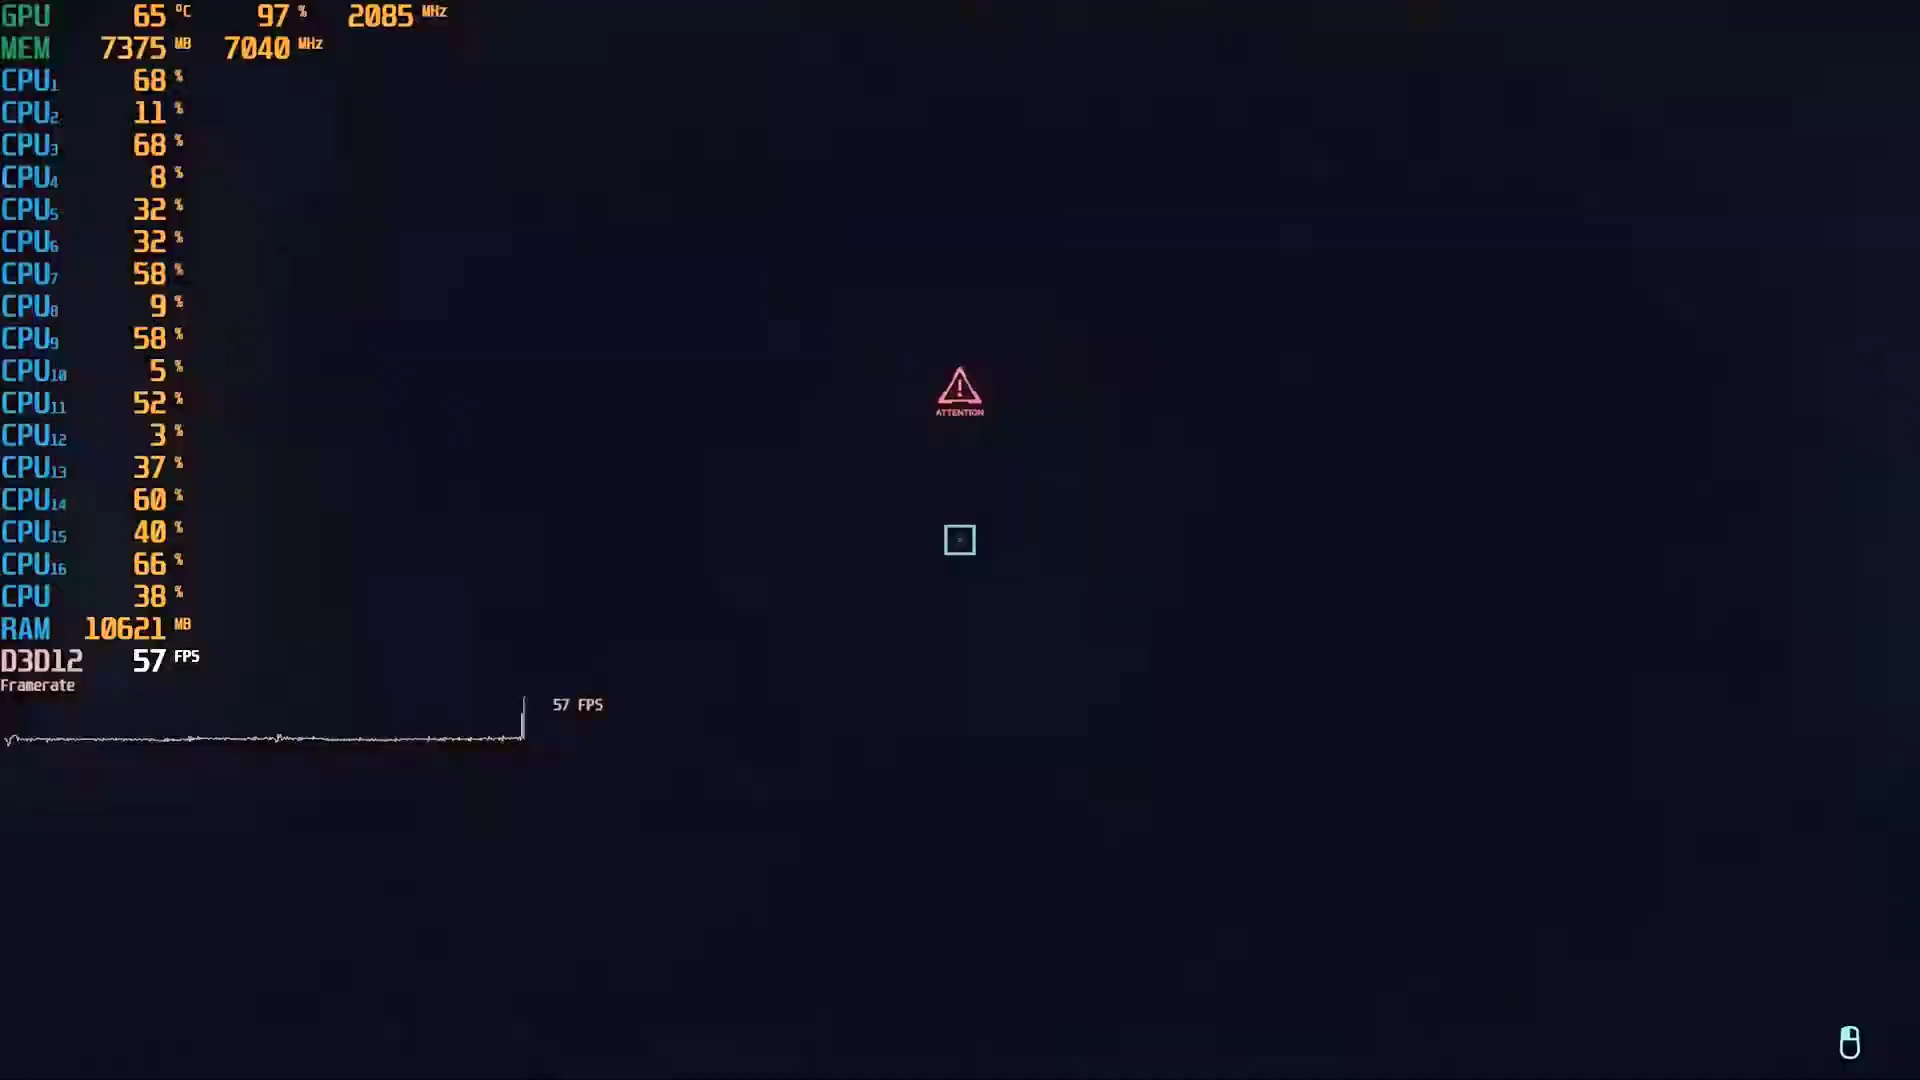 GPU 65 °C 97 % 2085 MHz
MEM 7375 MB 7040 MHz
CPU1 68 %
CPU2 11 %
CPU3 68 %
CPU4 8 %
CPU5 32 %
CPU6 32 %
CPU7 58 %
CPU8 9 %
CPU9 58 %
CPU10 5 %
CPU11 52 %
CPU12 3 %
CPU13 37 %
CPU14 60 %
CPU15 40 %
CPU16 66 %
CPU 38 %
RAM 10621 MB
D3D12 57 FPS
Framerate
57 FPS
ATTENTION